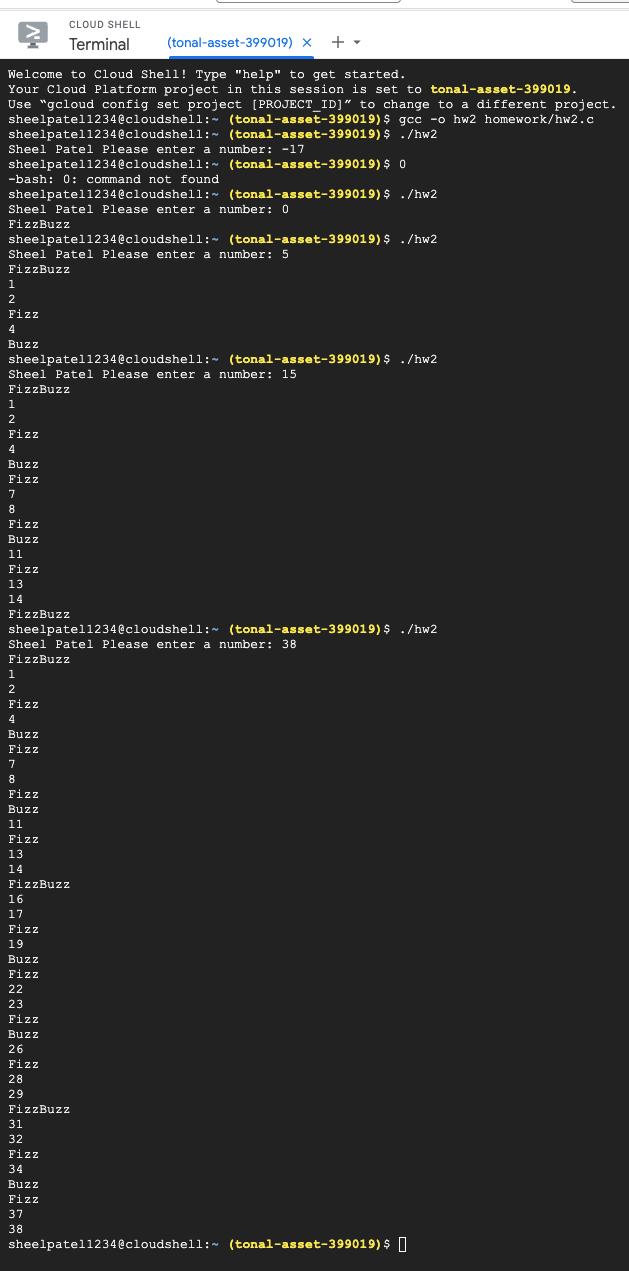 CLOUD SHELL
Terminal
(tonal-asset-399019)
Welcome to Cloud Shell! Type "help" to get started.
Your Cloud Platform project in this session is set to tonal-asset-399019.
Use “gcloud config set project [PROJECT_ID]” to change to a different project.
sheelpatel1234@cloudshell:~ (tonal-asset-399019)$ gcc -o hw2 homework/hw2.c
sheelpatel1234@cloudshell:~ (tonal-asset-399019)$ ./hw2
Sheel Patel Please enter a number: -17
sheelpatel1234@cloudshell:~ (tonal-asset-399019)$ 0
-bash: 0: command not found
sheelpatel1234@cloudshell:~ (tonal-asset-399019)$ ./hw2
Sheel Patel Please enter a number: 0
FizzBuzz
sheelpatel1234@cloudshell:~ (tonal-asset-399019)$ ./hw2
Sheel Patel Please enter a number: 5
FizzBuzz
1
2
Fizz
4
Buzz
sheelpatel1234@cloudshell:~ (tonal-asset-399019)$ ./hw2
Sheel Patel Please enter a number: 15
FizzBuzz
1
2
Fizz
4
Buzz
Fizz
7
8
Fizz
Buzz
11
Fizz
13
14
FizzBuzz
sheelpatel1234@cloudshell:~ (tonal-asset-399019)$ ./hw2
Sheel Patel Please enter a number: 38
FizzBuzz
1
2
Fizz
4
Buzz
Fizz
7
8
Fizz
Buzz
11
Fizz
13
14
FizzBuzz
16
17
Fizz
19
Buzz
Fizz
22
23
Fizz
Buzz
26
Fizz
28
29
FizzBuzz
31
32
Fizz
34
Buzz
Fizz
37
38
sheelpatel1234@cloudshell:~ (tonal-asset-399019)$